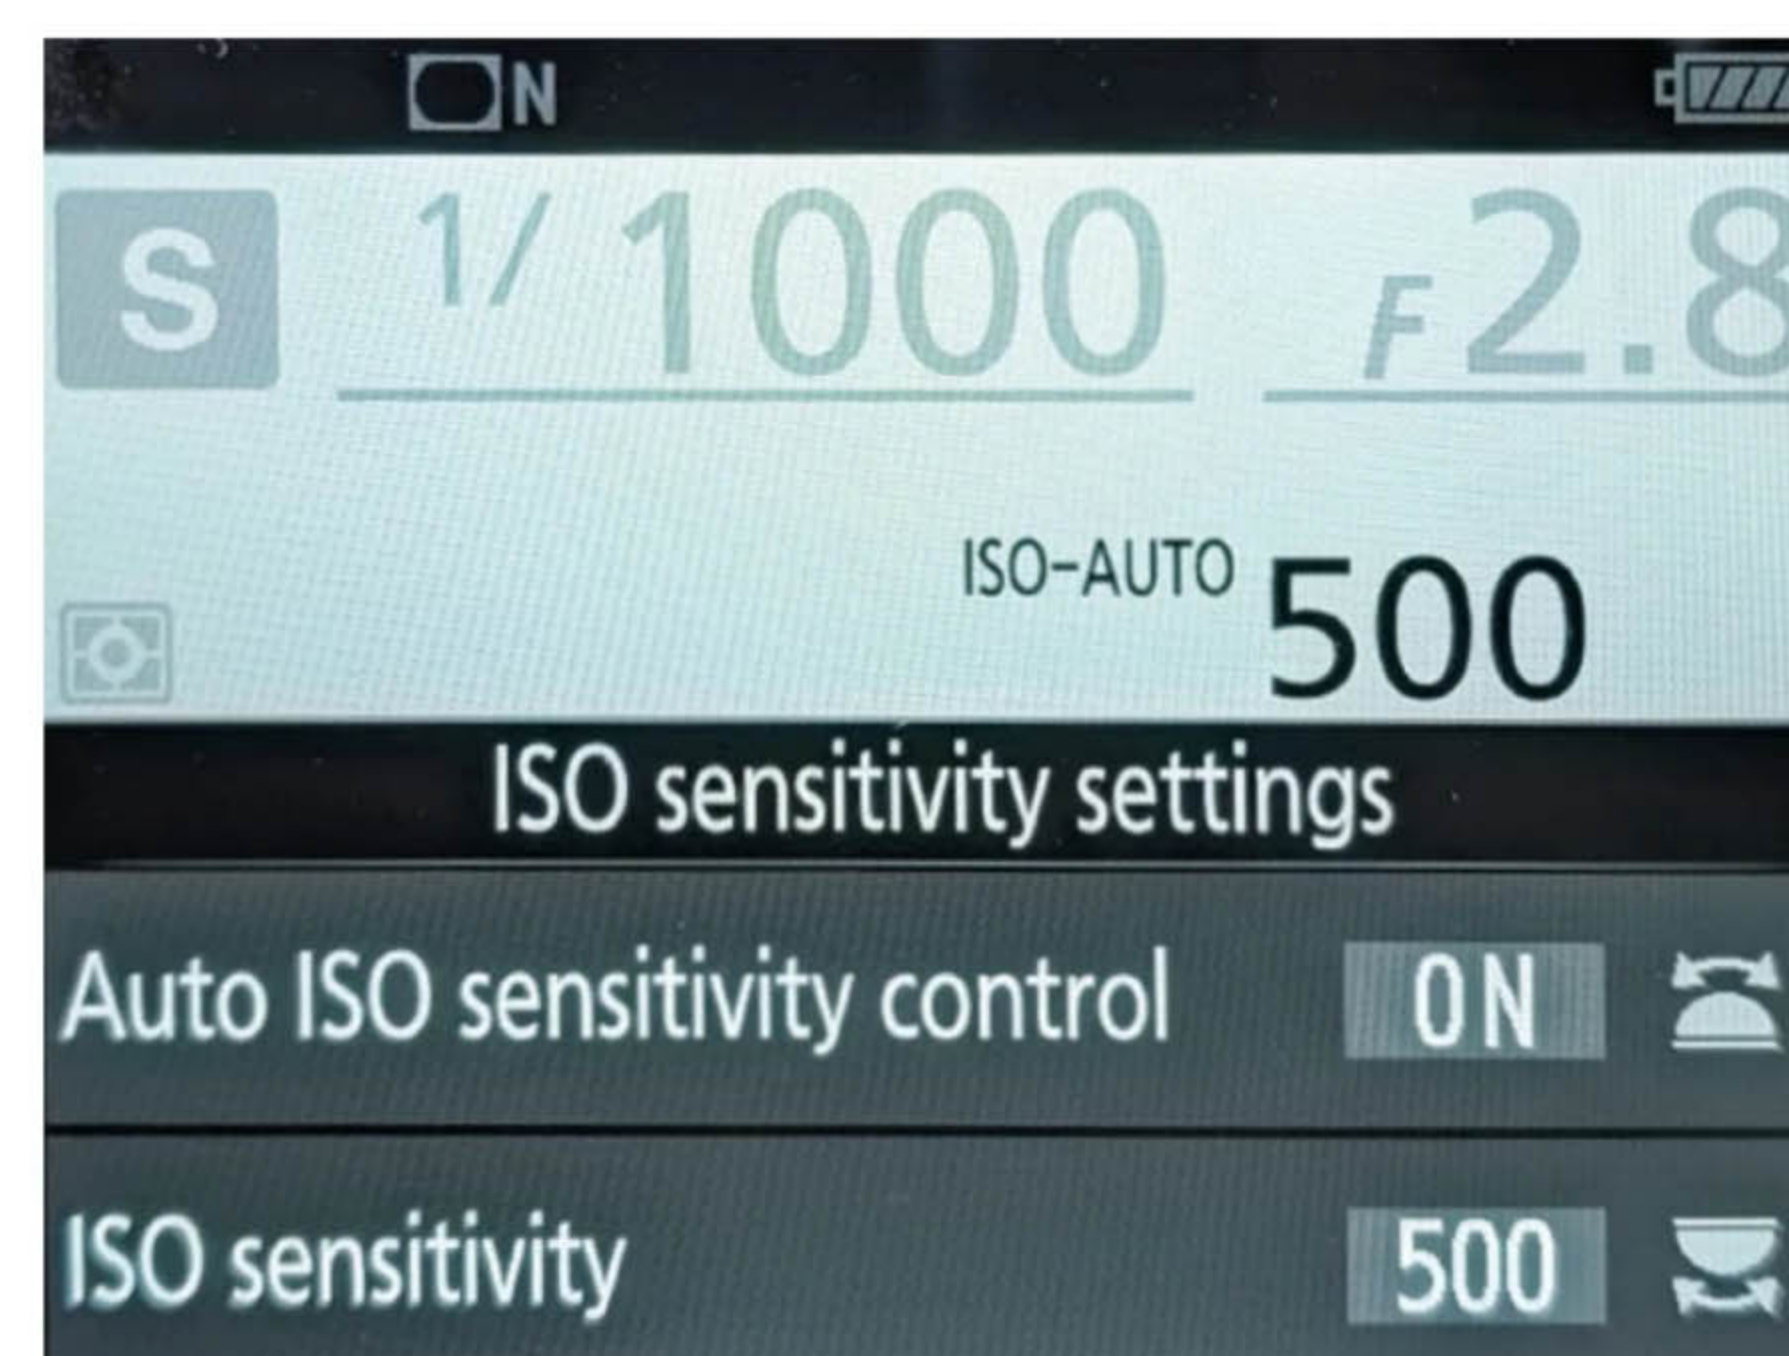 N
S 1/1000 F2.8
ISO-AUTO 500
ISO sensitivity settings
Auto ISO sensitivity control ON
ISO sensitivity 500